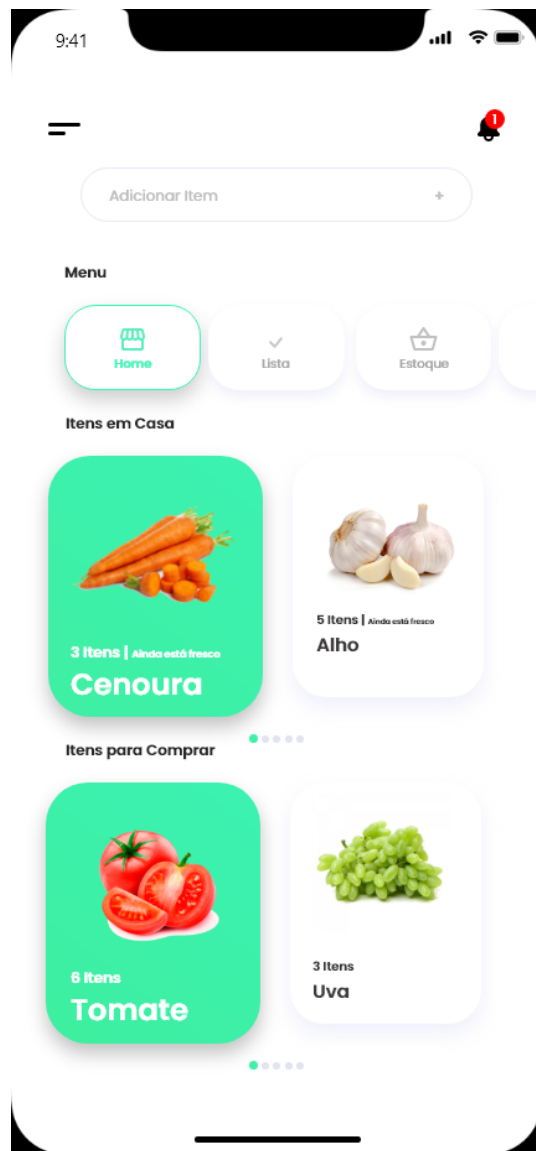 9:41
1
Adicionar Item +
Menu
Home
Lista
Estoque
Itens em Casa
3 Itens | Ainda está fresco
Cenoura
5 Itens | Ainda está fresco
Alho
Itens para Comprar
6 Itens
Tomate
3 Itens
Uva